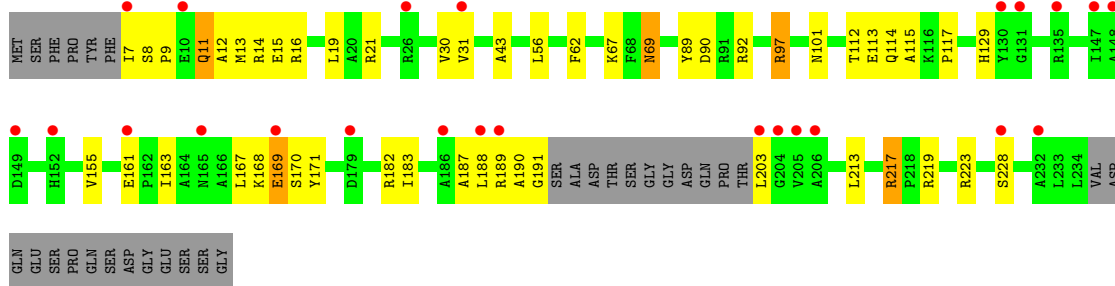 MET SER PHE PRO TYR PHE I7 S8 P9 E10 Q11 A12 M13 R14 E15 R16 L19 A20 R21 R26 V30 V31 A43 L56 F62 K67 F68 N69 Y89 D90 R91 R92 R97 N101 T112 E113 Q114 A115 K116 P117 H129 Y130 G131 R135 I147 A148
D149 H152 V155 E161 P162 I163 A164 N165 A166 L167 K168 E169 S170 Y171 D179 R182 I183 A186 A187 L188 R189 A190 G191 SER ALA ASP THR SER GLY GLY ASP GLN PRO THR L203 G204 V205 A206 L213 R217 P218 R219 R223 S228 A232 L233 L234 VAL ASP
GLN GLU SER PRO GLN SER ASP GLY GLU SER SER GLY